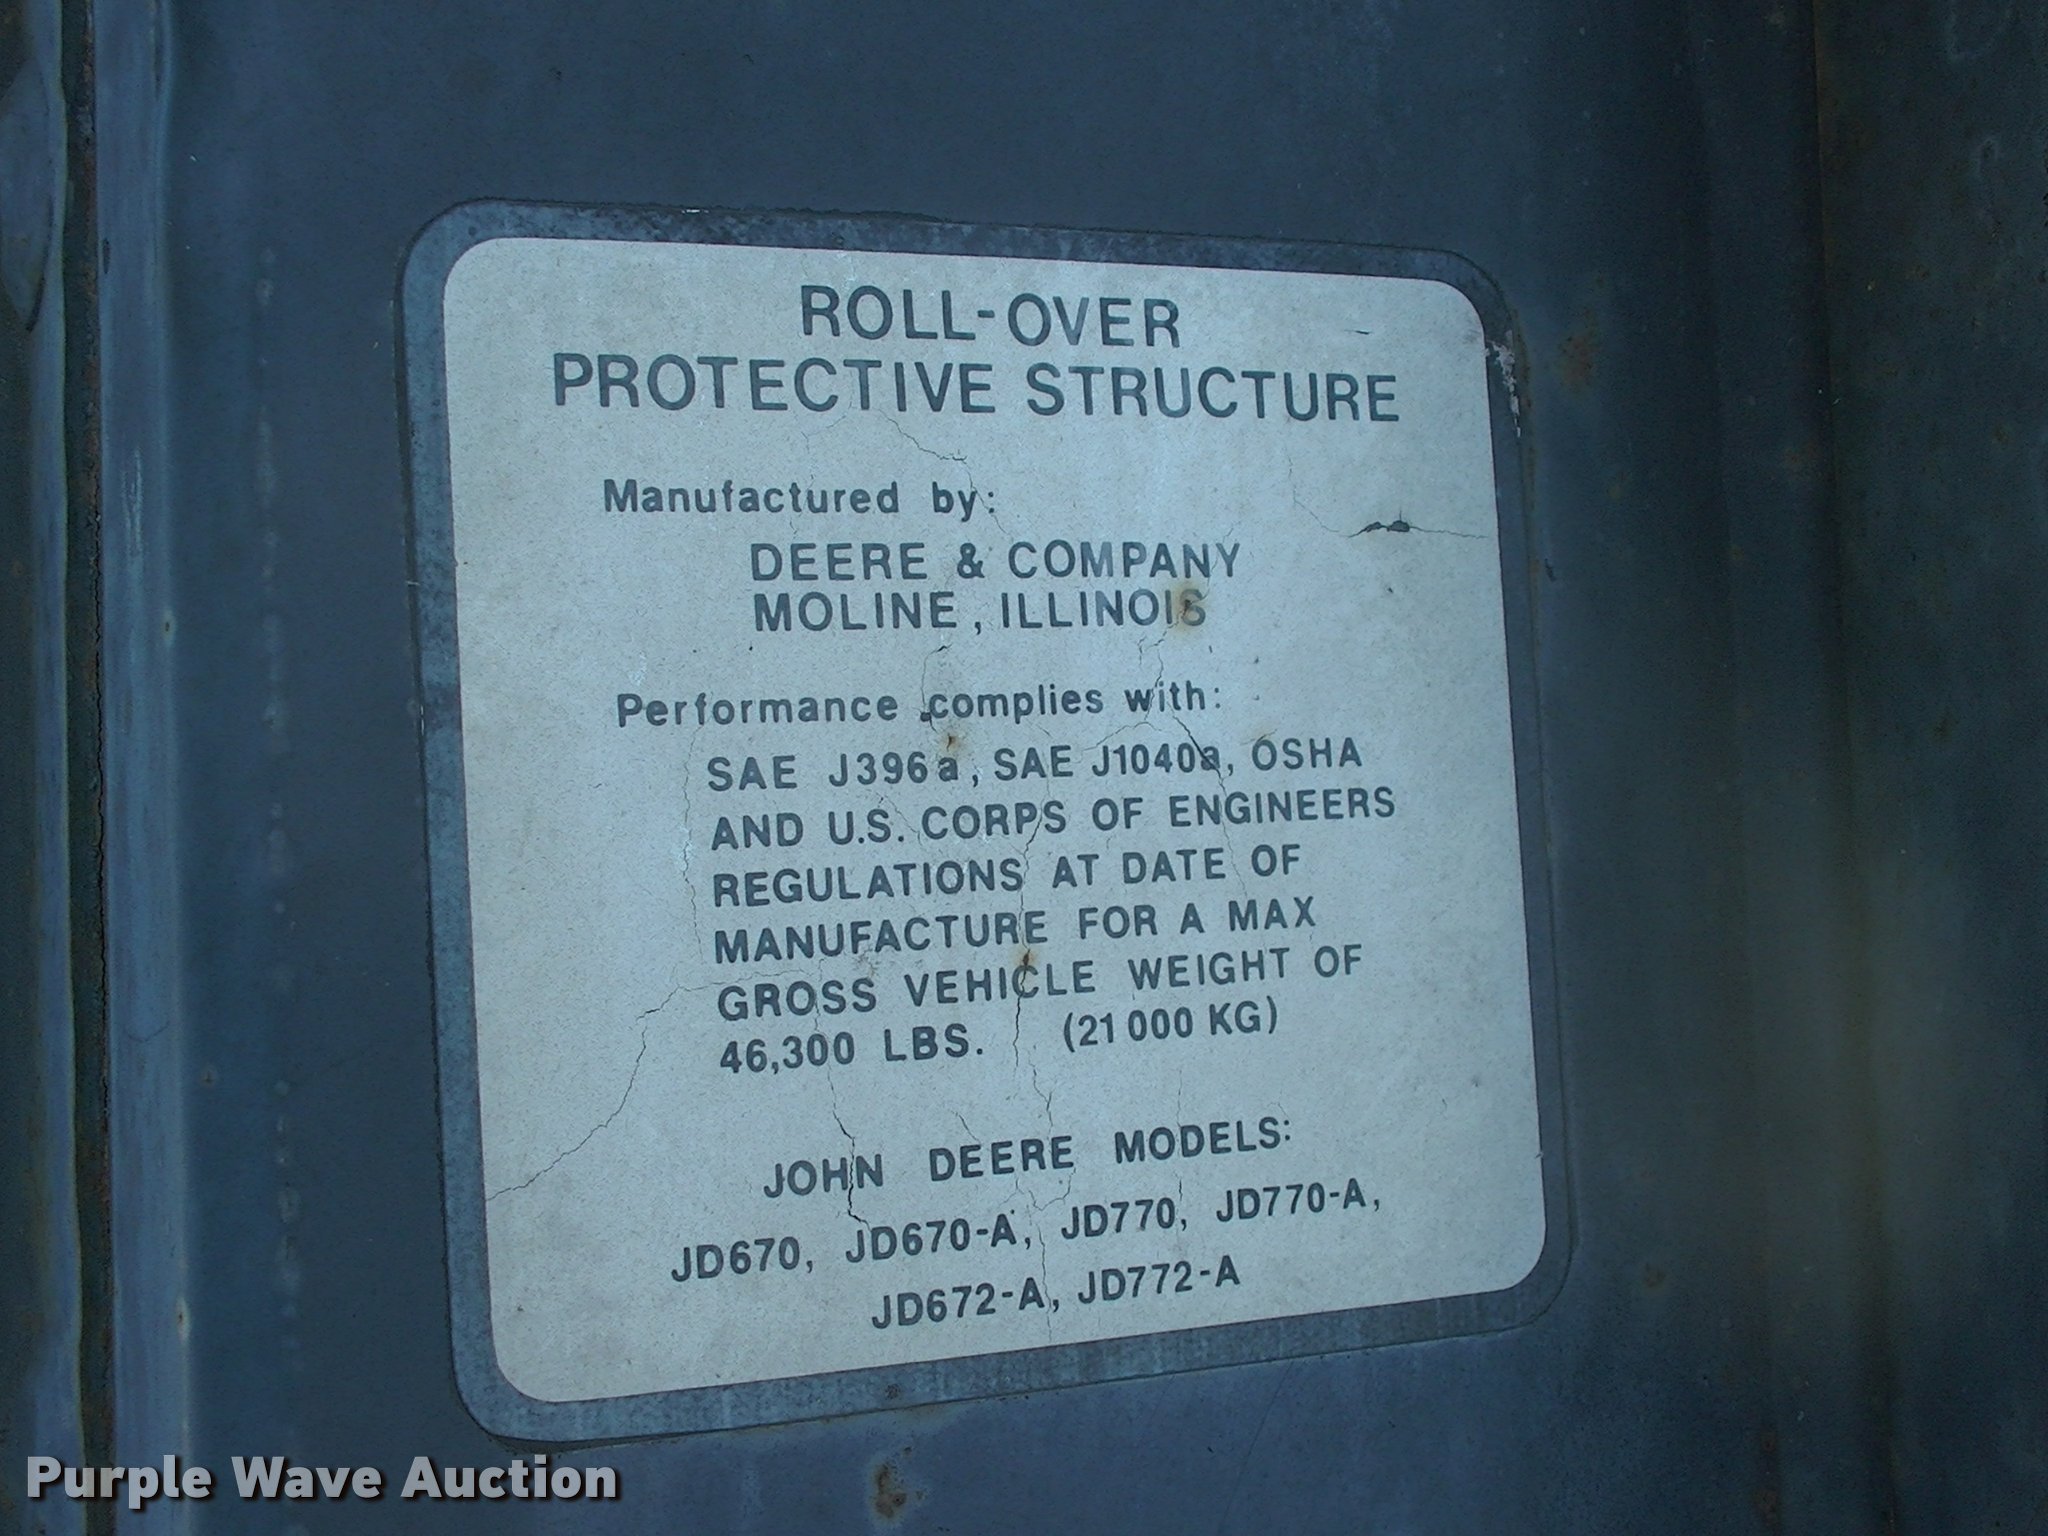 ROLL-OVER
PROTECTIVE STRUCTURE
Manufactured by:
DEERE & COMPANY
MOLINE, ILLINOIS
Performance complies with:
SAE J396a, SAE J1040a, OSHA
AND U.S. CORPS OF ENGINEERS
REGULATIONS AT DATE OF
MANUFACTURE FOR A MAX
GROSS VEHICLE WEIGHT OF
46,300 LBS. (21 000 KG)
JOHN DEERE MODELS:
JD670, JD670-A, JD770, JD770-A,
JD672-A, JD772-A
Purple Wave Auction